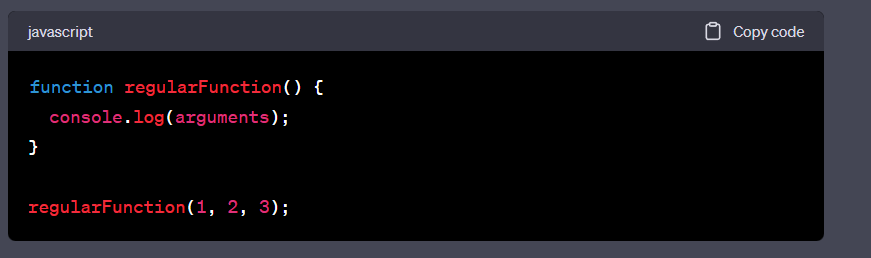 javascript
Copy code
function regularFunction() {
  console.log(arguments);
}
regularFunction(1, 2, 3);